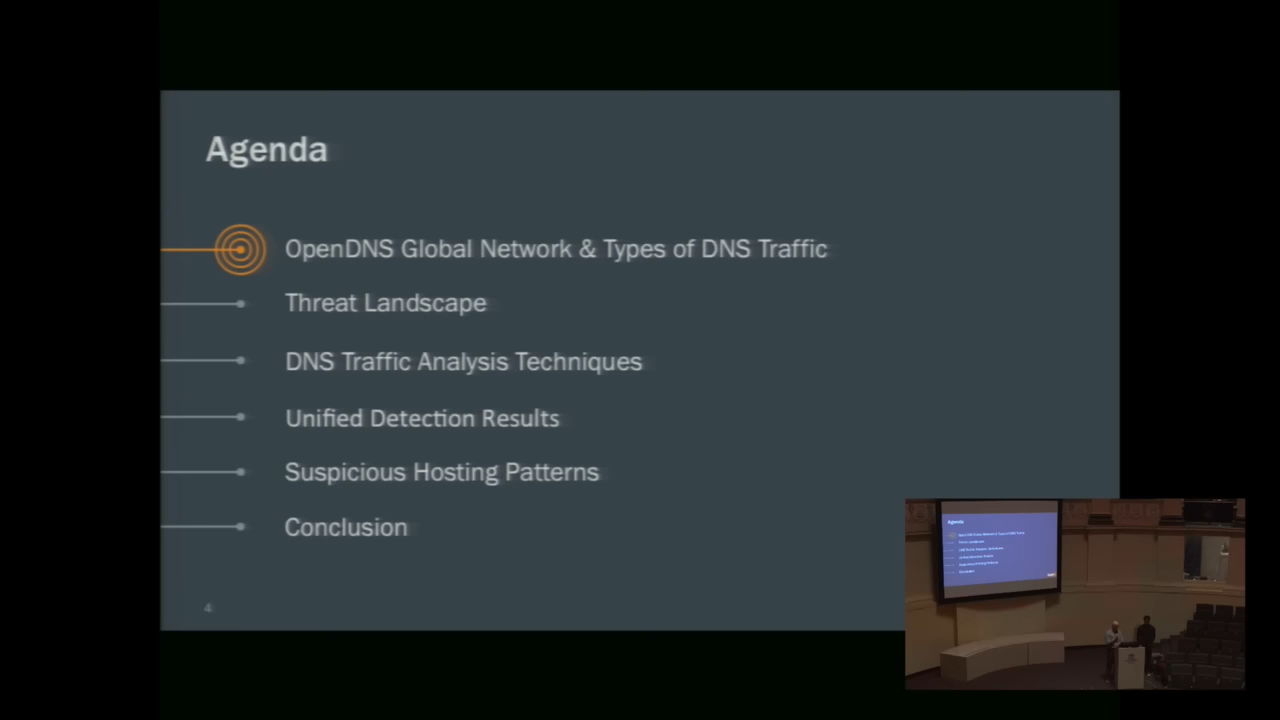 Agenda
OpenDNS Global Network & Types of DNS Traffic
Threat Landscape
DNS Traffic Analysis Techniques
Unified Detection Results
Suspicious Hosting Patterns
Conclusion
4
Agenda